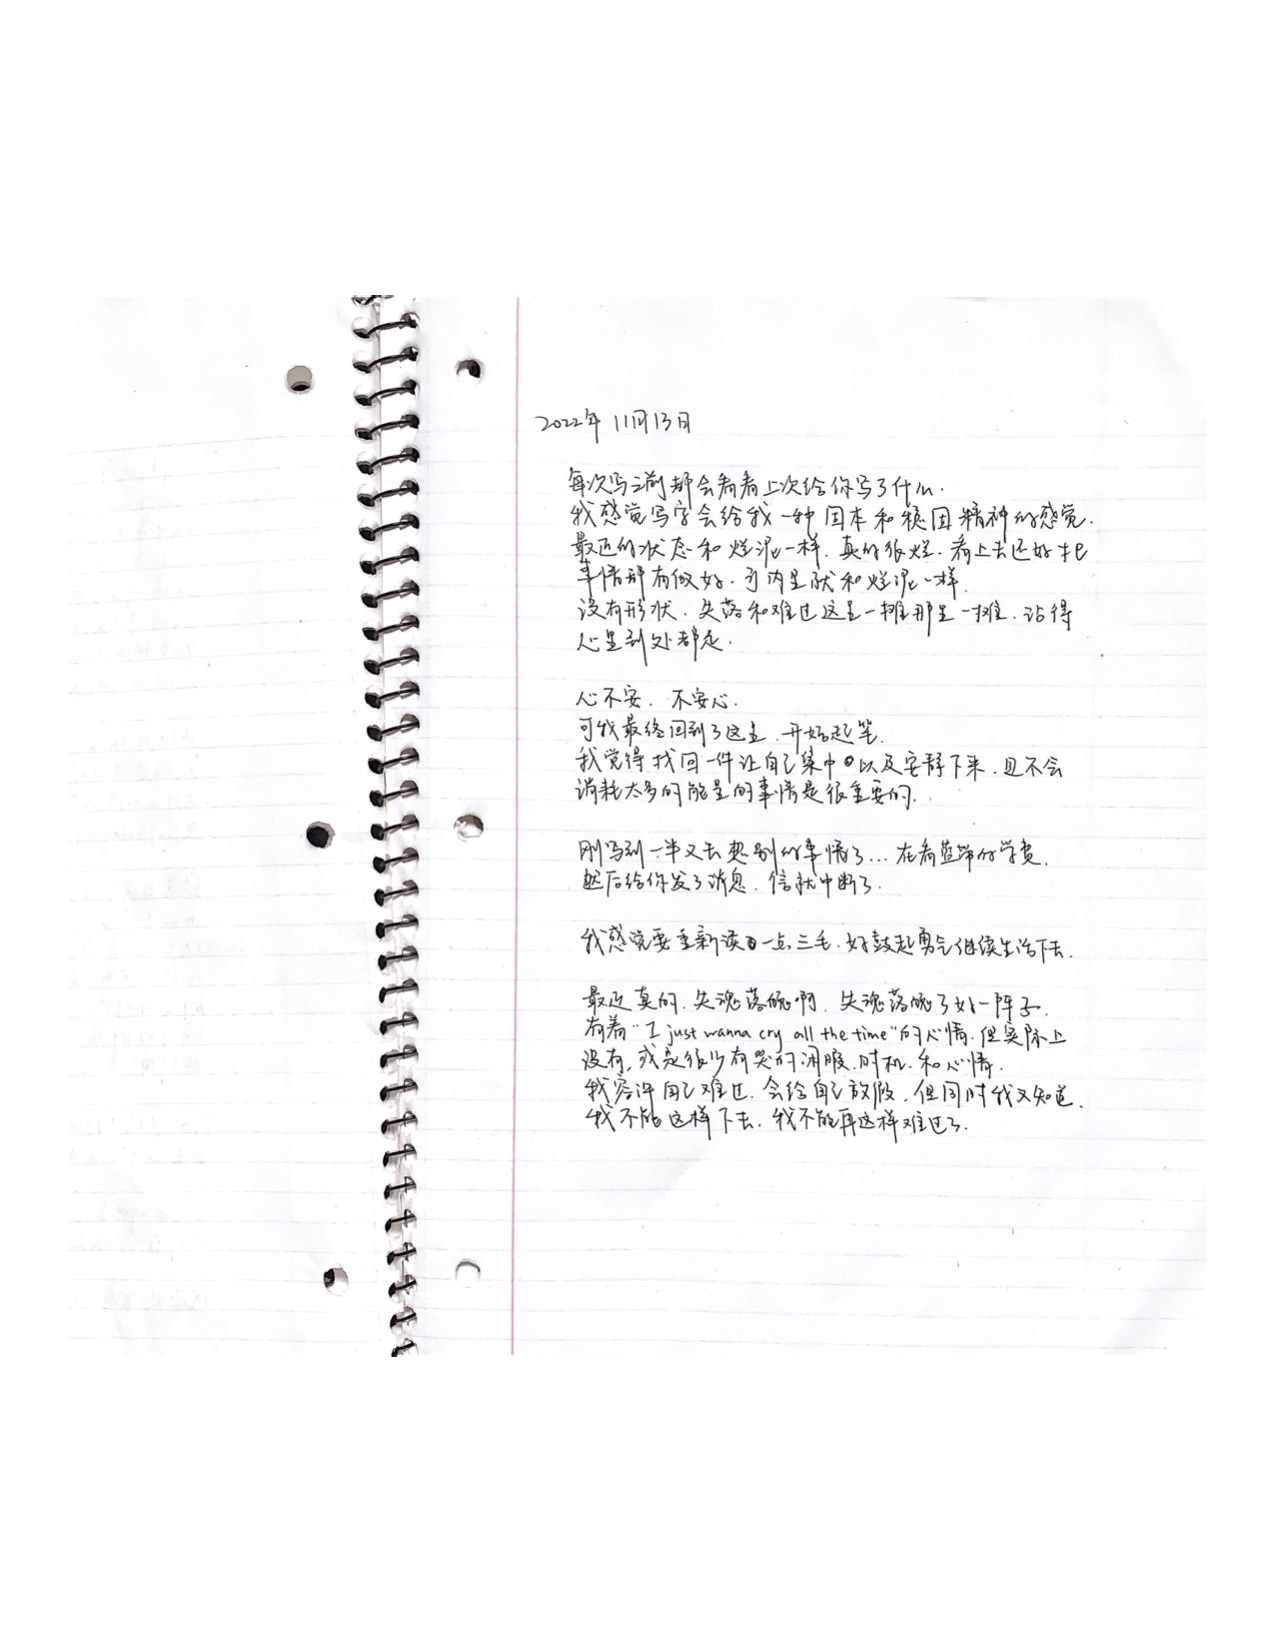 2022年 11月13日
每次写之前都会看看上次给你写了什么.
我感觉写字会给我一种固本和稳固精神的感觉.
最近的状态和烂泥一样. 真的很烂. 看上去还好 把
事情都有做好. 可内里就和烂泥一样.
没有形状. 失落和难过这里一摊那里一摊. 沾得
心里到处都是.
心不安. 不安心.
可我最终回到了这里. 开始起笔.
我觉得找回一件让自己集中以及安静下来. 且不会
消耗太多的能量的事情是很重要的.
刚写到一半又去想别的事情了... 在看蓝带的学费.
然后给你发了消息. 信就中断了.
我感觉要重新读一点三毛. 好鼓起勇气继续生活下去.
最近真的. 失魂落魄啊. 失魂落魄了好一阵子.
有着“I just wanna cry all the time”的心情. 但实际上
没有. 我是很少有哭的闲暇. 时机. 和心情.
我容许自己难过. 会给自己放假. 但同时我又知道.
我不能这样下去. 我不能再这样难过了.